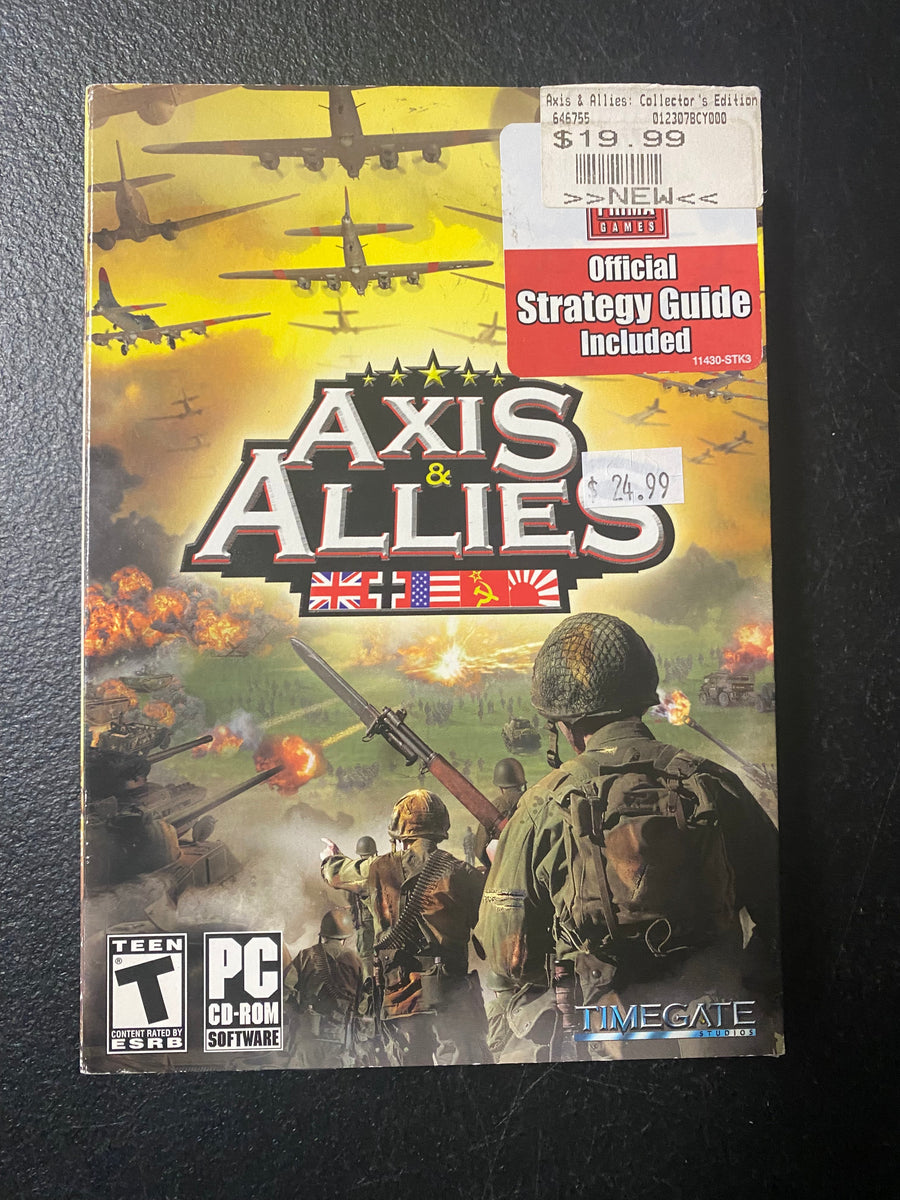 Axis & Allies: Collector's Edition
646755 012307BCY000
$19.99
>>NEW<<
PRIMA
GAMES
Official
Strategy Guide
Included
11430-STK3
AXIS
&
ALLIES
$ 24.99
TEEN
T
®
CONTENT RATED BY
ESRB
PC
CD-ROM
SOFTWARE
TIMEGATE
STUDIOS